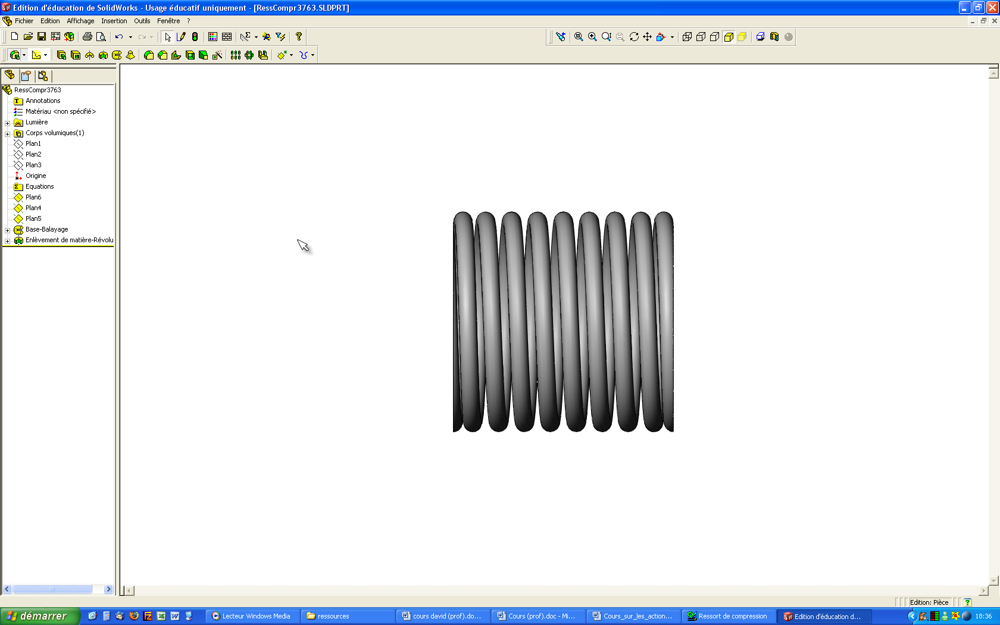 Edition d'éducation de SolidWorks - Usage éducatif uniquement - [RessCompr3763.SLDPRT]
Fichier Edition Affichage Insertion Outils Fenêtre ?
RessCompr3763
Annotations
Matériau <non spécifié>
Lumière
Corps volumiques(1)
Plan1
Plan2
Plan3
Origine
Equations
Plan6
Plan4
Plan5
Base-Balayage
Enlèvement de matière-Révolu
Edition: Pièce
démarrer Lecteur Windows Media ressources cours david (prof).do... Cours (prof).doc - Mi... Cours_sur_les_action... Ressort de compression Edition d'éducation d... 18:36